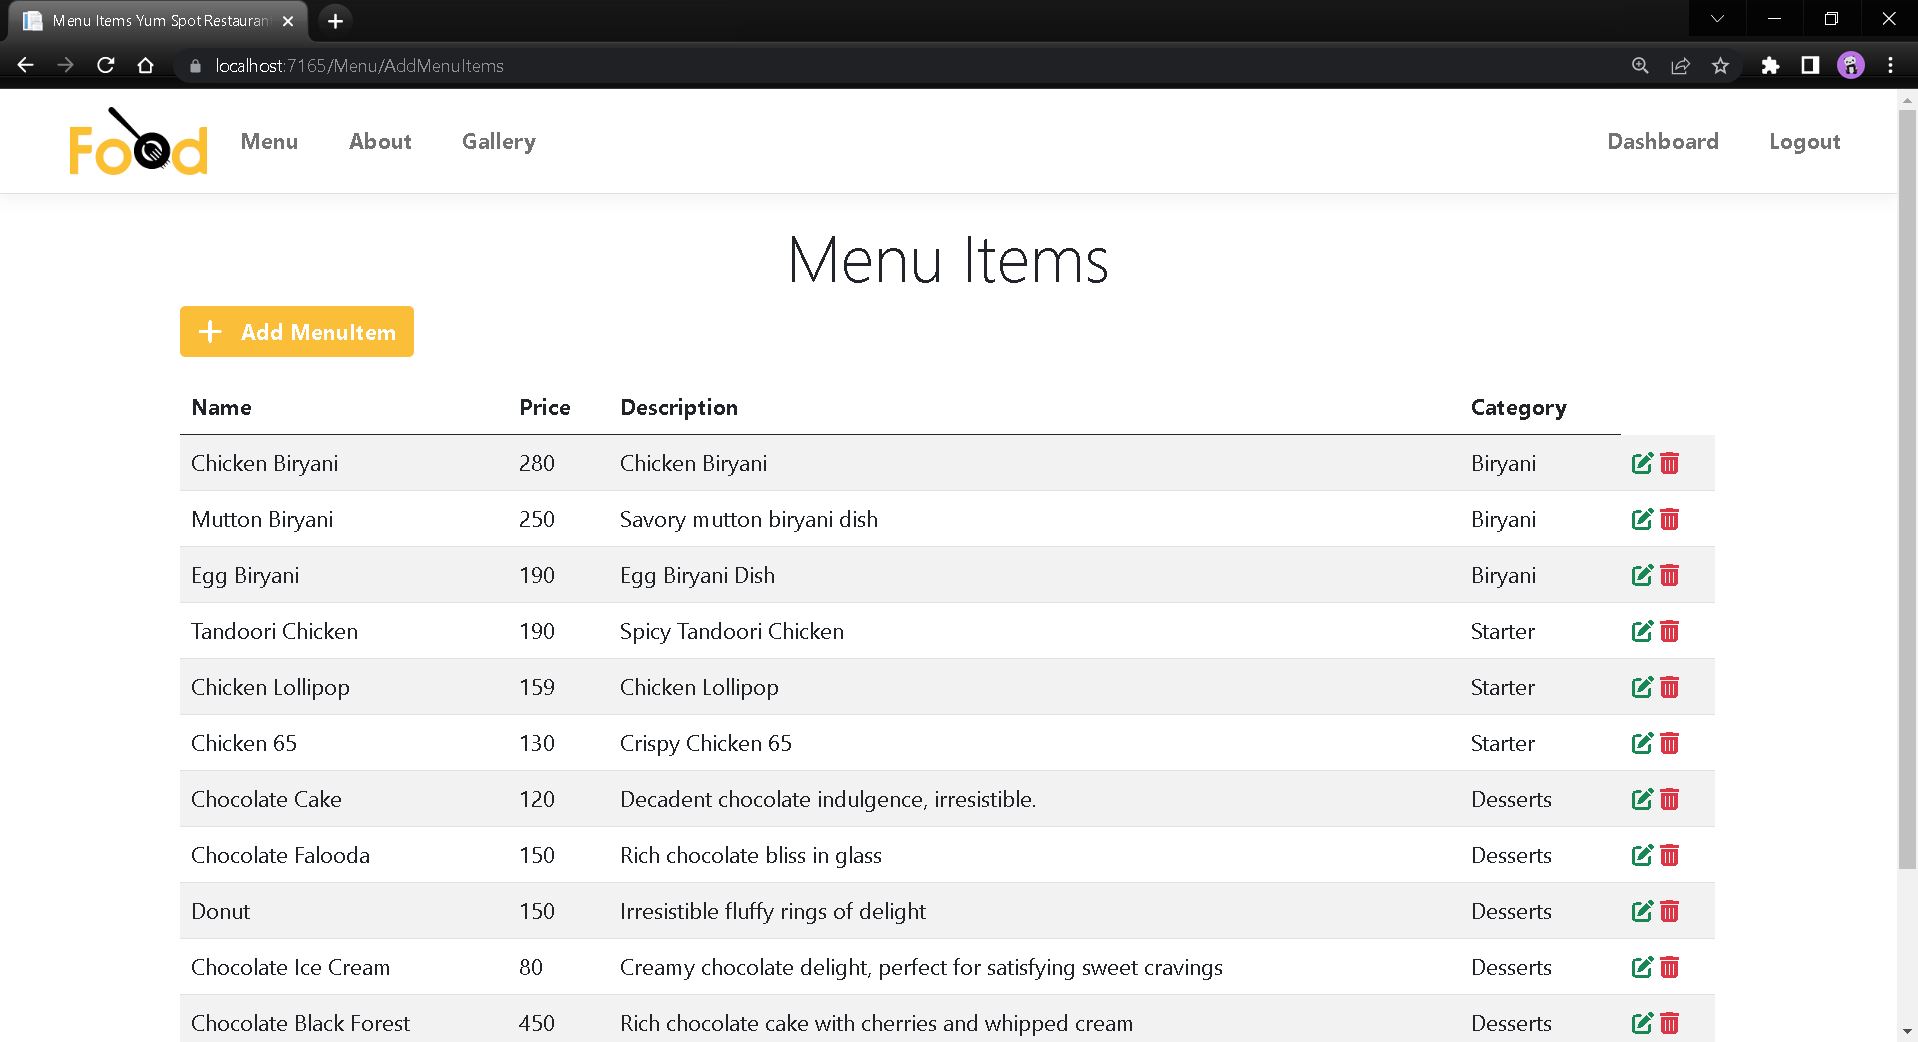 Menu Items Yum Spot Restauran
localhost:7165/Menu/AddMenuItems
Food Menu About Gallery Dashboard Logout
Menu Items
Add MenuItem
Name Price Description Category
Chicken Biryani 280 Chicken Biryani Biryani
Mutton Biryani 250 Savory mutton biryani dish Biryani
Egg Biryani 190 Egg Biryani Dish Biryani
Tandoori Chicken 190 Spicy Tandoori Chicken Starter
Chicken Lollipop 159 Chicken Lollipop Starter
Chicken 65 130 Crispy Chicken 65 Starter
Chocolate Cake 120 Decadent chocolate indulgence, irresistible. Desserts
Chocolate Falooda 150 Rich chocolate bliss in glass Desserts
Donut 150 Irresistible fluffy rings of delight Desserts
Chocolate Ice Cream 80 Creamy chocolate delight, perfect for satisfying sweet cravings Desserts
Chocolate Black Forest 450 Rich chocolate cake with cherries and whipped cream Desserts